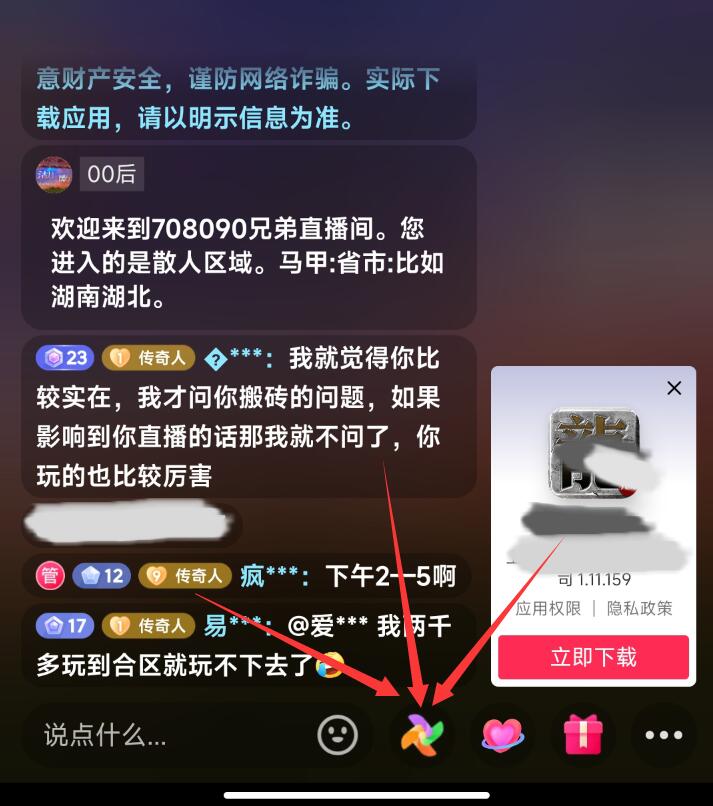 意财产安全，谨防网络诈骗。实际下
载应用，请以明示信息为准。
00后
欢迎来到708090兄弟直播间。您
进入的是散人区域。马甲:省市:比如
湖南湖北。
23 1 传奇人 �***：我就觉得你比
较实在，我才问你搬砖的问题，如果
影响到你直播的话那我就不问了，你
玩的也比较厉害
管 12 9 传奇人 疯***：下午2—5啊
17 1 传奇人 易***：@爱*** 我两千
多玩到合区就玩不下去了
司 1.11.159
应用权限 | 隐私政策
立即下载
说点什么...